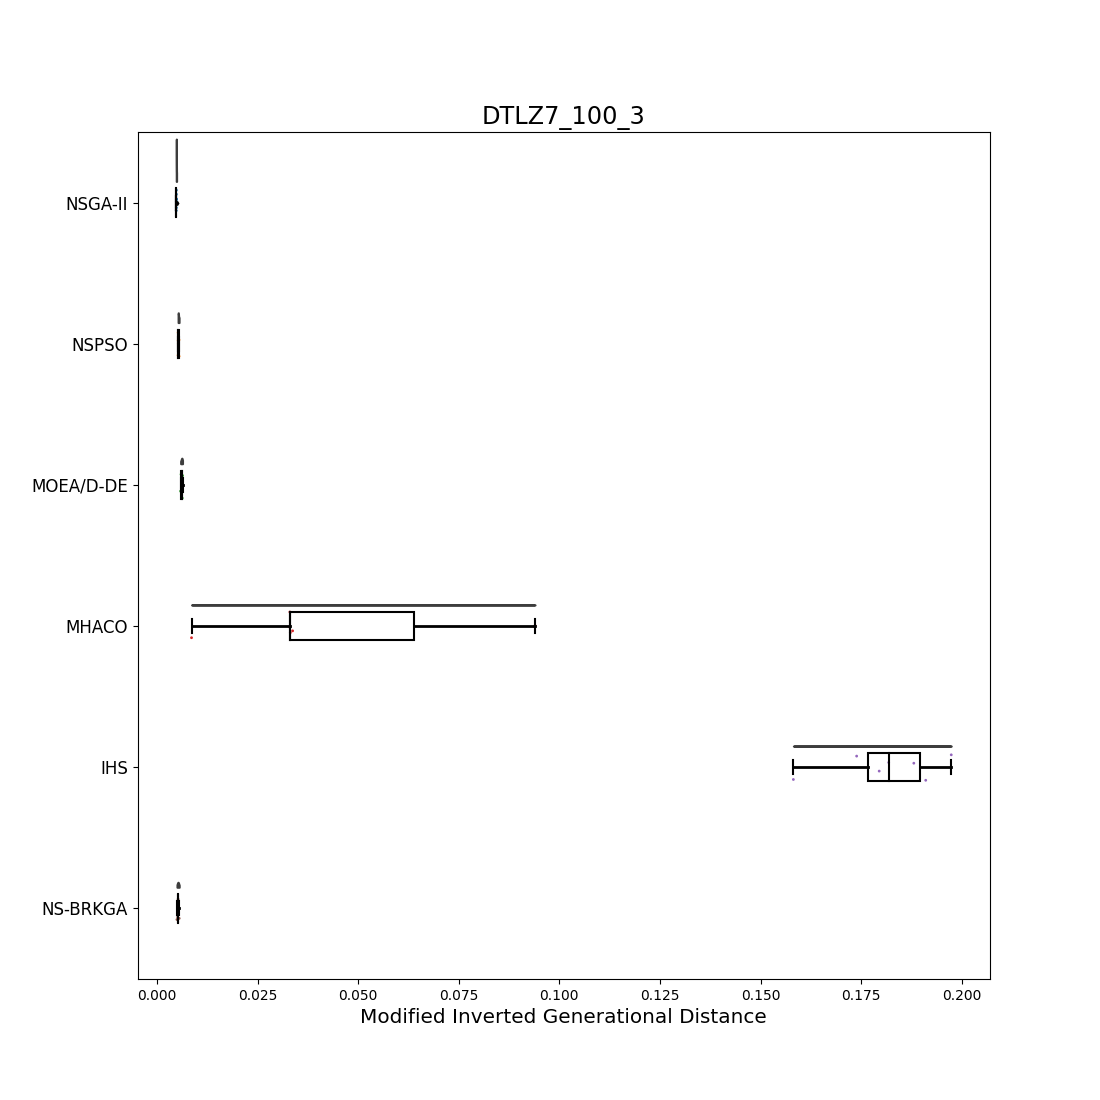 DTLZ7_100_3
NSGA-II
NSPSO
MOEA/D-DE
MHACO
IHS
NS-BRKGA
0.000 0.025 0.050 0.075 0.100 0.125 0.150 0.175 0.200
Modified Inverted Generational Distance